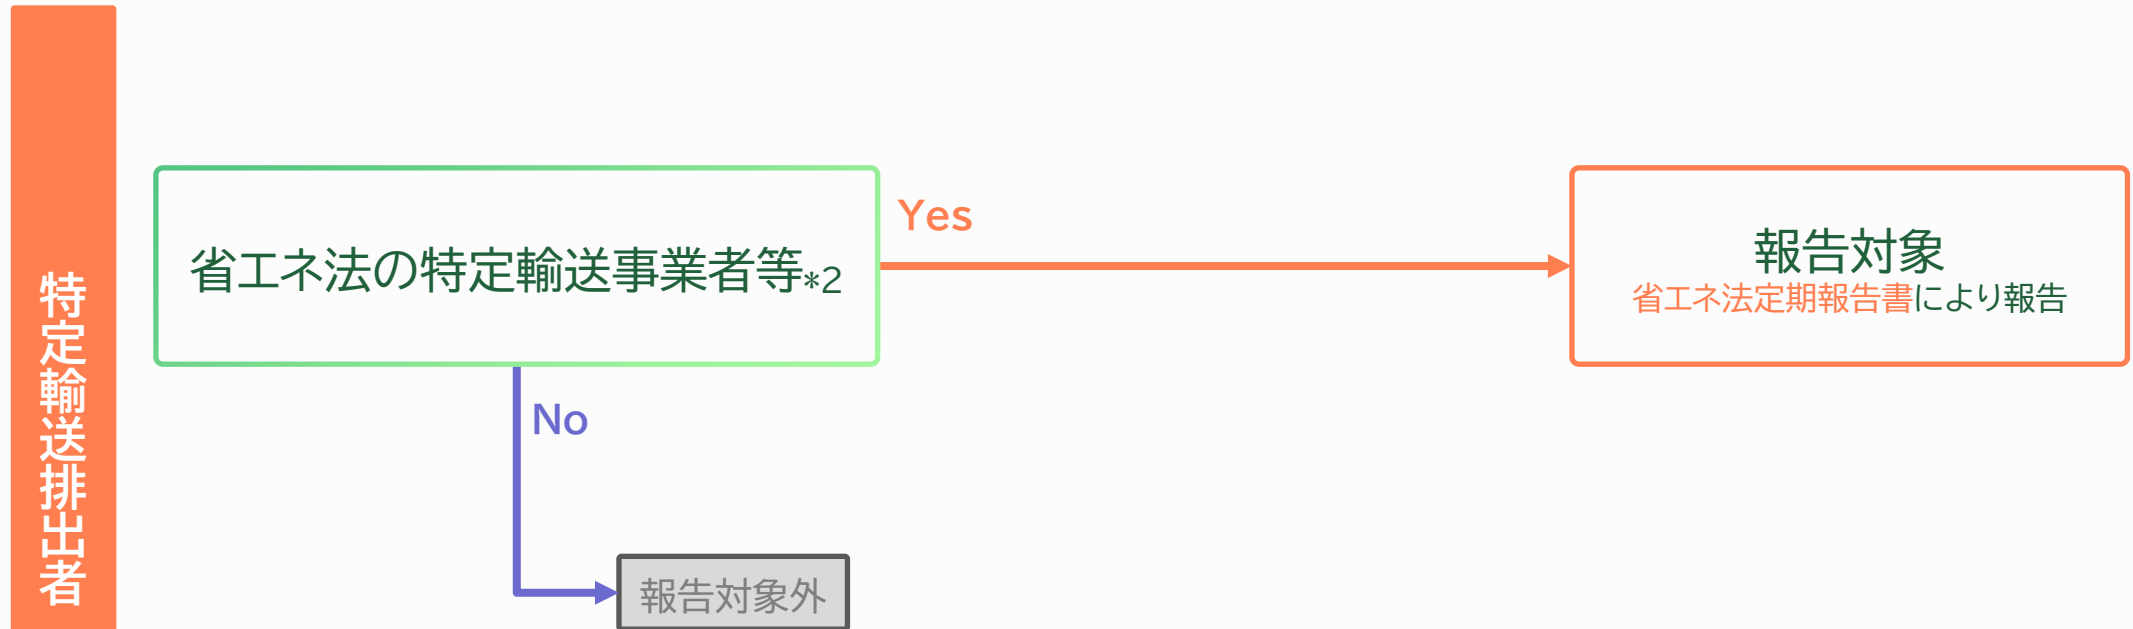 特定輸送排出者
省エネ法の特定輸送事業者等*2
Yes
報告対象
省エネ法定期報告書により報告
No
報告対象外